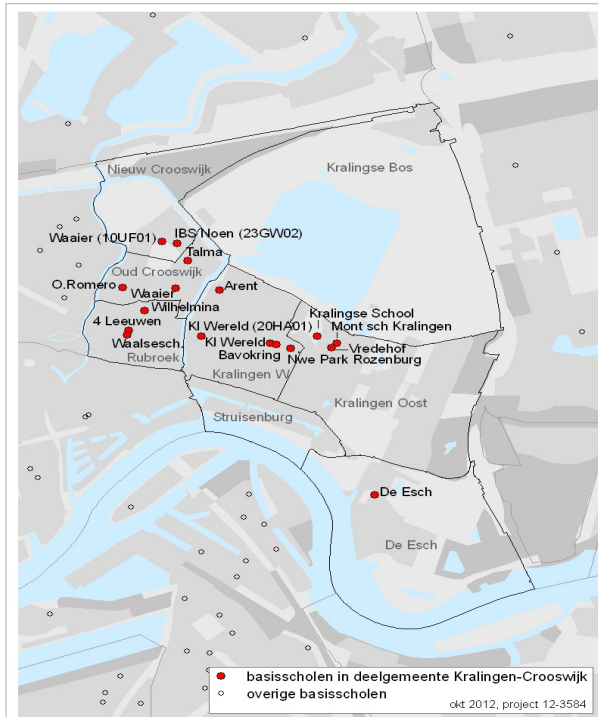 Nieuw Crooswijk
Kralingse Bos
Waaier (10UF01)
IBS Noen (23GW02)
Talma
Oud Crooswijk
O.Romero
Waaier
Arent
Wilhelmina
Kralingse School
4 Leeuwen
Kl Wereld (20HA01)
Mont sch Kralingen
Waalsesch.
Kl Wereld
Vredehof
Rubroek
Bavokring
Nwe Park Rozenburg
Kralingen W
Kralingen Oost
Struisenburg
De Esch
De Esch
basisscholen in deelgemeente Kralingen-Crooswijk
overige basisscholen
okt 2012, project 12-3584